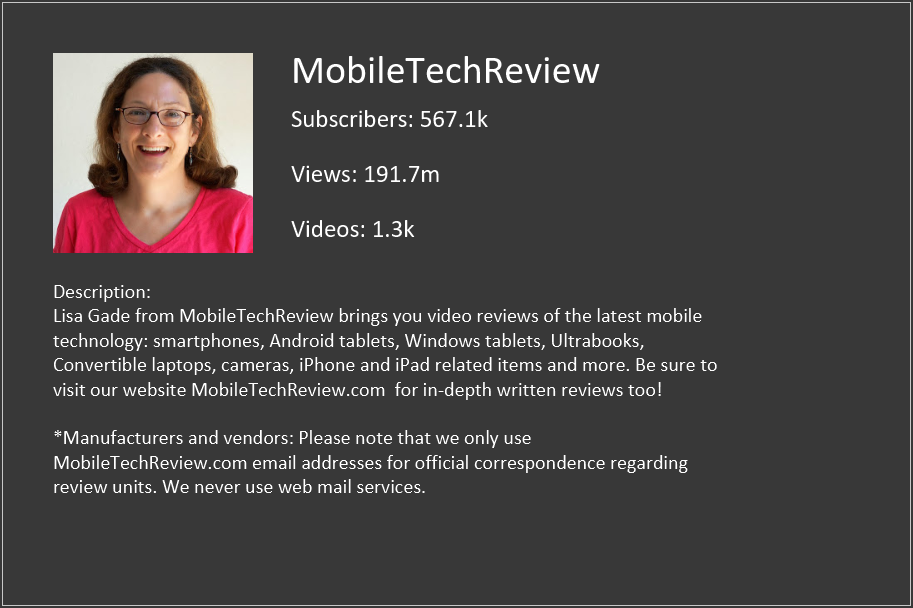 MobileTechReview
Subscribers: 567.1k
Views: 191.7m
Videos: 1.3k
Description:
Lisa Gade from MobileTechReview brings you video reviews of the latest mobile
technology: smartphones, Android tablets, Windows tablets, Ultrabooks,
Convertible laptops, cameras, iPhone and iPad related items and more. Be sure to
visit our website MobileTechReview.com  for in-depth written reviews too!
*Manufacturers and vendors: Please note that we only use
MobileTechReview.com email addresses for official correspondence regarding
review units. We never use web mail services.